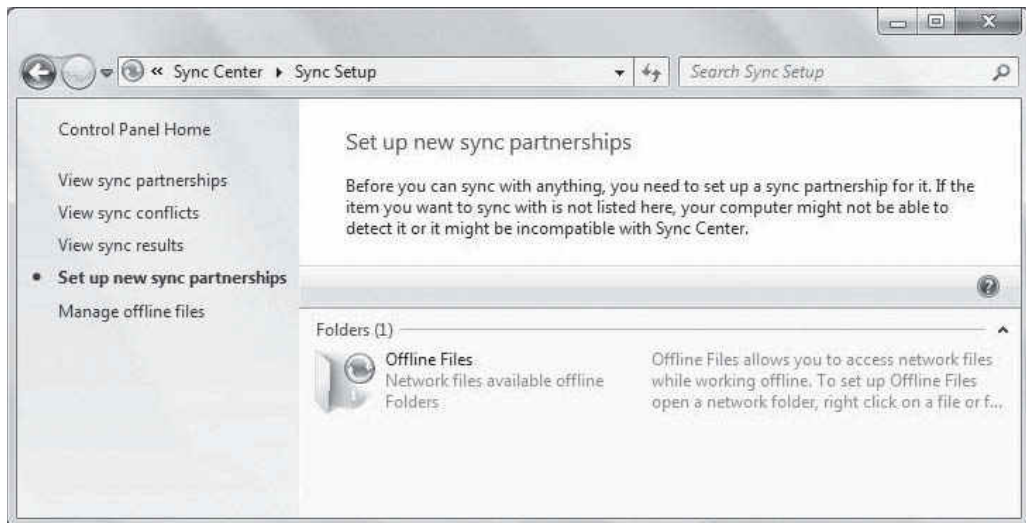 « Sync Center ▸ Sync Setup
Search Sync Setup
Control Panel Home
View sync partnerships
View sync conflicts
View sync results
• Set up new sync partnerships
Manage offline files
Set up new sync partnerships
Before you can sync with anything, you need to set up a sync partnership for it. If the
item you want to sync with is not listed here, your computer might not be able to
detect it or it might be incompatible with Sync Center.
Folders (1)
Offline Files
Network files available offline
Folders
Offline Files allows you to access network files
while working offline. To set up Offline Files
open a network folder, right click on a file or f...